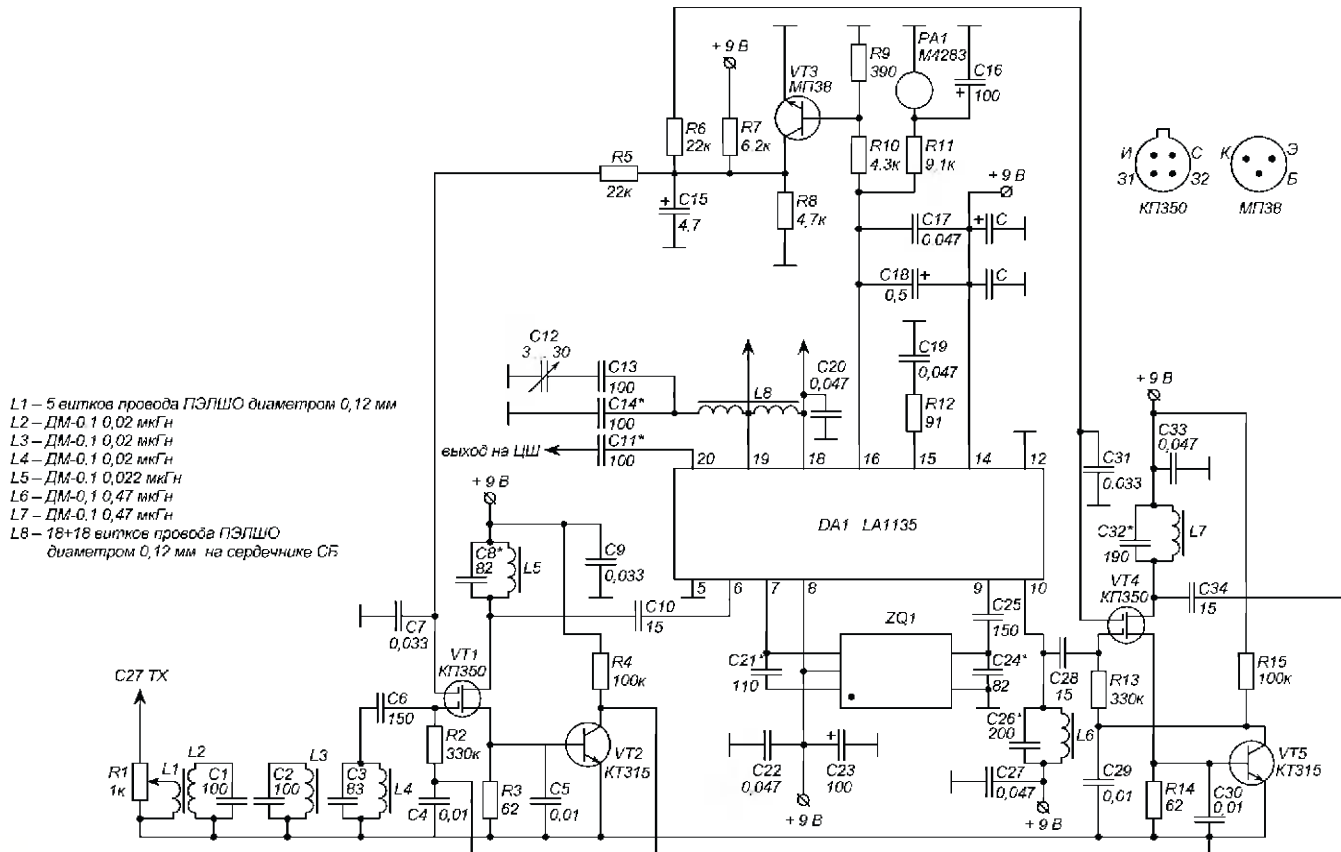 + 9 В
VT3
МП38
R9
390
PA1
М4283
C16
+
100
R6
22к
R7
6.2к
R10
4.3к
R11
9.1к
R5
22к
+ C15
4,7
R8
4,7к
+ 9 В
C17
0.047
+ C
C18 +
0,5
C
И С
З1 З2
КП350
К Э
Б
МП38
C12
3 ... 30
C13
100
C14*
100
L8
C20
0,047
C19
0,047
R12
91
выход на ЦШ
C11*
100
L1 – 5 витков провода ПЭЛШО диаметром 0,12 мм
L2 – ДМ-0.1 0,02 мкГн
L3 – ДМ-0.1 0,02 мкГн
L4 – ДМ-0.1 0,02 мкГн
L5 – ДМ-0.1 0,022 мкГн
L6 – ДМ-0,1 0,47 мкГн
L7 – ДМ-0.1 0,47 мкГн
L8 – 18+18 витков провода ПЭЛШО
диаметром 0,12 мм на сердечнике СБ
20 19 18 16 15 14 12
DA1 LA1135
5 6 7 8 9 10
+ 9 В
C8*
82
L5
C9
0,033
C10
15
C7
0,033
VT1
КП350
C31
0.033
+ 9 В
C33
0,047
C32*
190
L7
VT4
КП350
C34
15
ZQ1
C25
150
C21*
110
C24*
82
C28
15
R13
330к
R15
100к
C27 TX
R1
1к
L1
L2
C1
100
C2
100
L3
C3
83
L4
C6
150
R2
330к
C4
0,01
R3
62
C5
0,01
R4
100к
VT2
КТ315
C22
0,047
+
C23
100
+ 9 В
C26*
200
L6
C27
0,047
+ 9 В
C29
0,01
R14
62
C30
0,01
VT5
КТ315